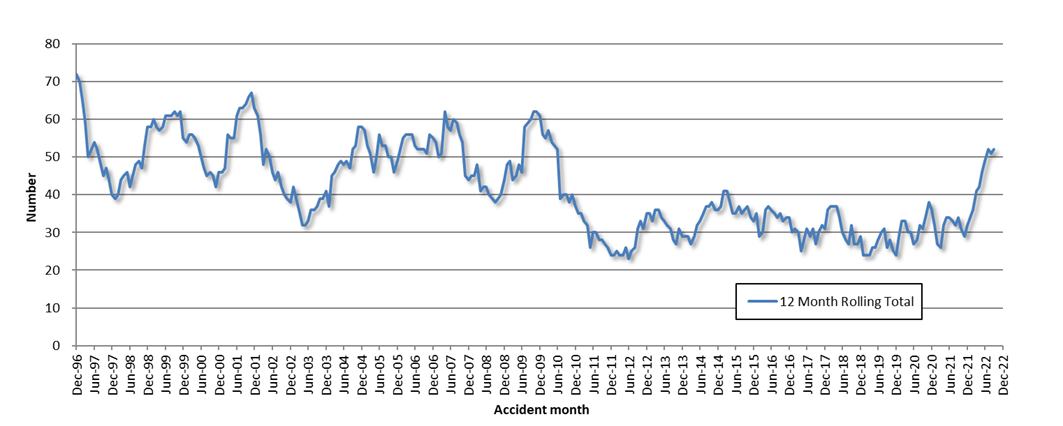 80
70
60
50
40
30
20
10
0
Number
12 Month Rolling Total
Dec-96
Jun-97
Dec-97
Jun-98
Dec-98
Jun-99
Dec-99
Jun-00
Dec-00
Jun-01
Dec-01
Jun-02
Dec-02
Jun-03
Dec-03
Jun-04
Dec-04
Jun-05
Dec-05
Jun-06
Dec-06
Jun-07
Dec-07
Jun-08
Dec-08
Jun-09
Dec-09
Jun-10
Dec-10
Jun-11
Dec-11
Jun-12
Dec-12
Jun-13
Dec-13
Jun-14
Dec-14
Jun-15
Dec-15
Jun-16
Dec-16
Jun-17
Dec-17
Jun-18
Dec-18
Jun-19
Dec-19
Jun-20
Dec-20
Jun-21
Dec-21
Jun-22
Dec-22
Accident month